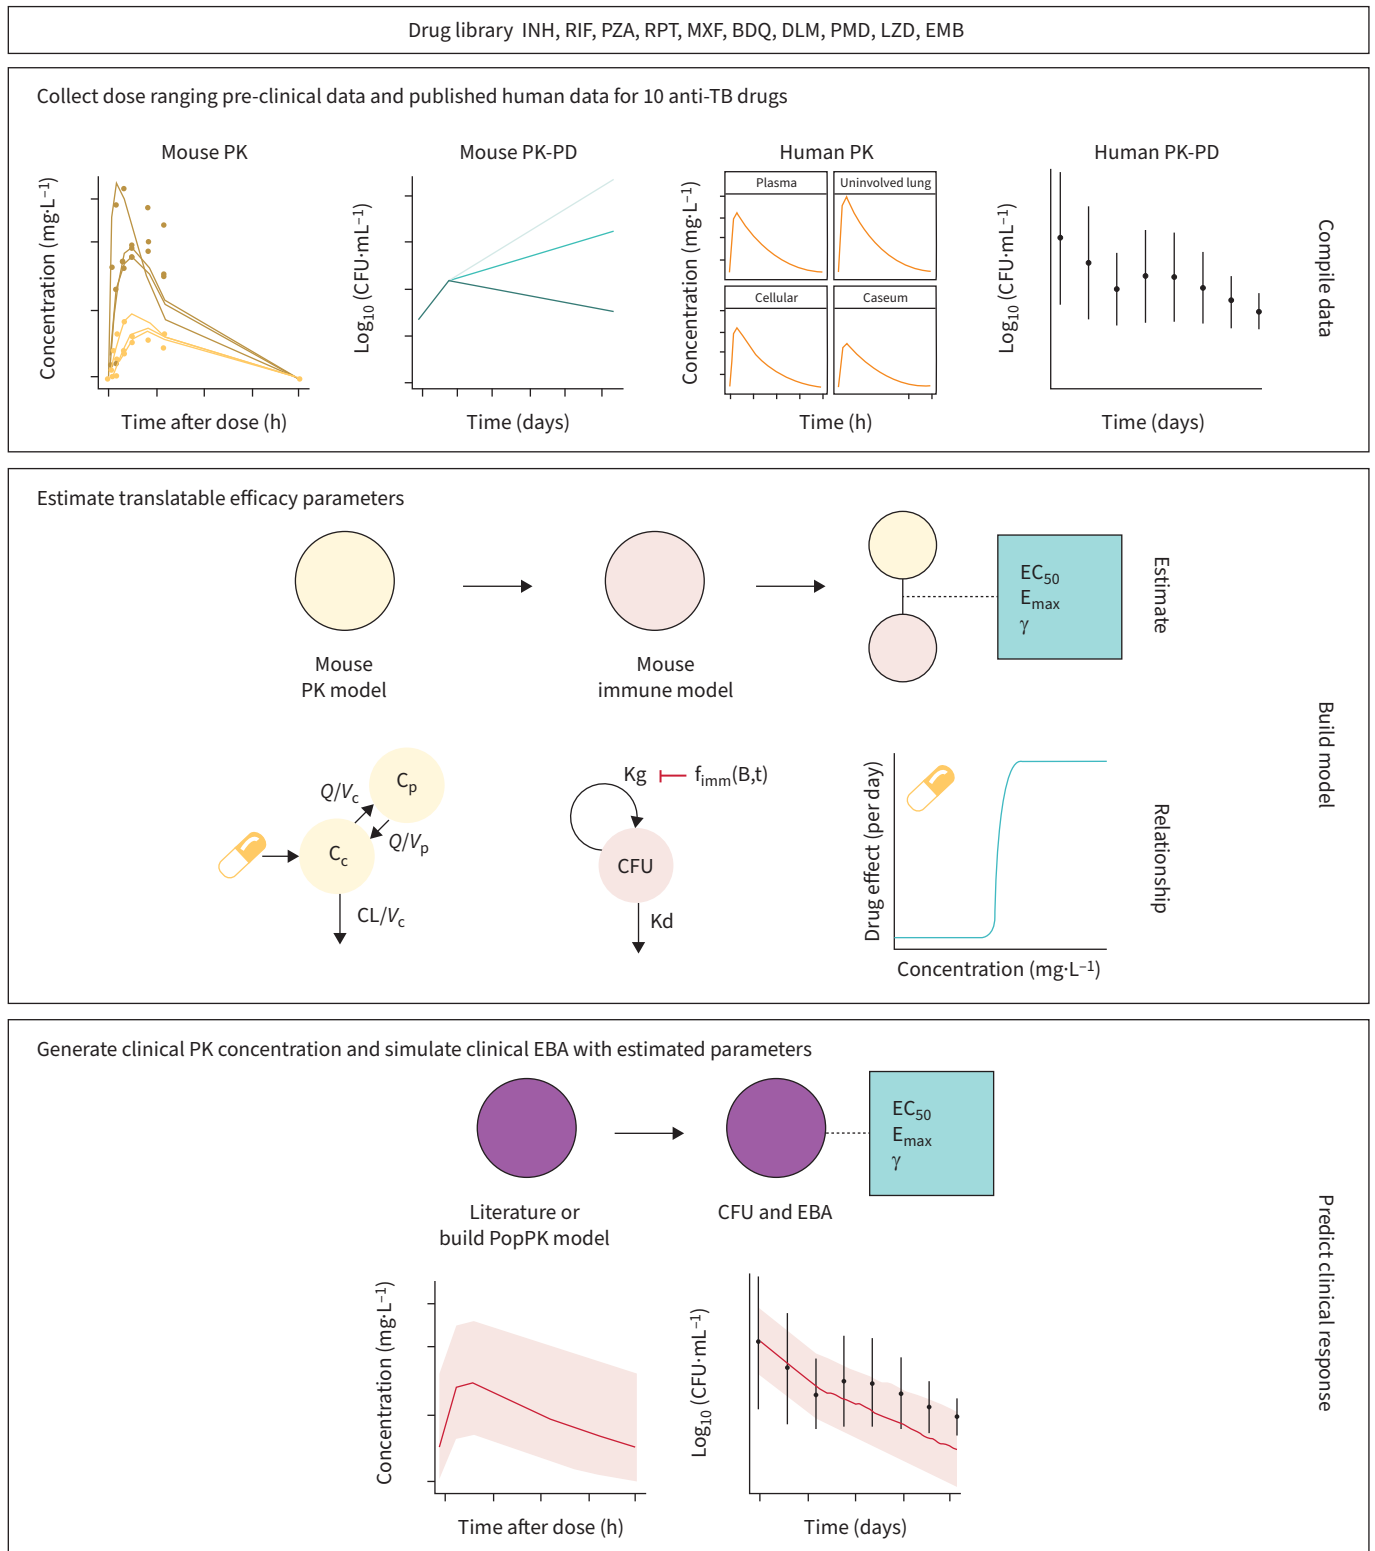 Drug library INH, RIF, PZA, RPT, MXF, BDQ, DLM, PMD, LZD, EMB
Collect dose ranging pre-clinical data and published human data for 10 anti-TB drugs
Mouse PK
Concentration (mg·L⁻¹)
Time after dose (h)
Mouse PK-PD
Log₁₀ (CFU·mL⁻¹)
Time (days)
Human PK
Concentration (mg·L⁻¹)
Plasma
Uninvolved lung
Cellular
Caseum
Time (h)
Human PK-PD
Log₁₀ (CFU·mL⁻¹)
Time (days)
Compile data
Estimate translatable efficacy parameters
Mouse
PK model
Mouse
immune model
EC₅₀
Eₘₐₓ
γ
Estimate
Build model
Cₚ
Q/V_c
Q/Vₚ
C_c
CL/V_c
Kg
f_imm(B,t)
CFU
Kd
Drug effect (per day)
Concentration (mg·L⁻¹)
Relationship
Generate clinical PK concentration and simulate clinical EBA with estimated parameters
Literature or
build PopPK model
CFU and EBA
EC₅₀
Eₘₐₓ
γ
Predict clinical response
Concentration (mg·L⁻¹)
Time after dose (h)
Log₁₀ (CFU·mL⁻¹)
Time (days)